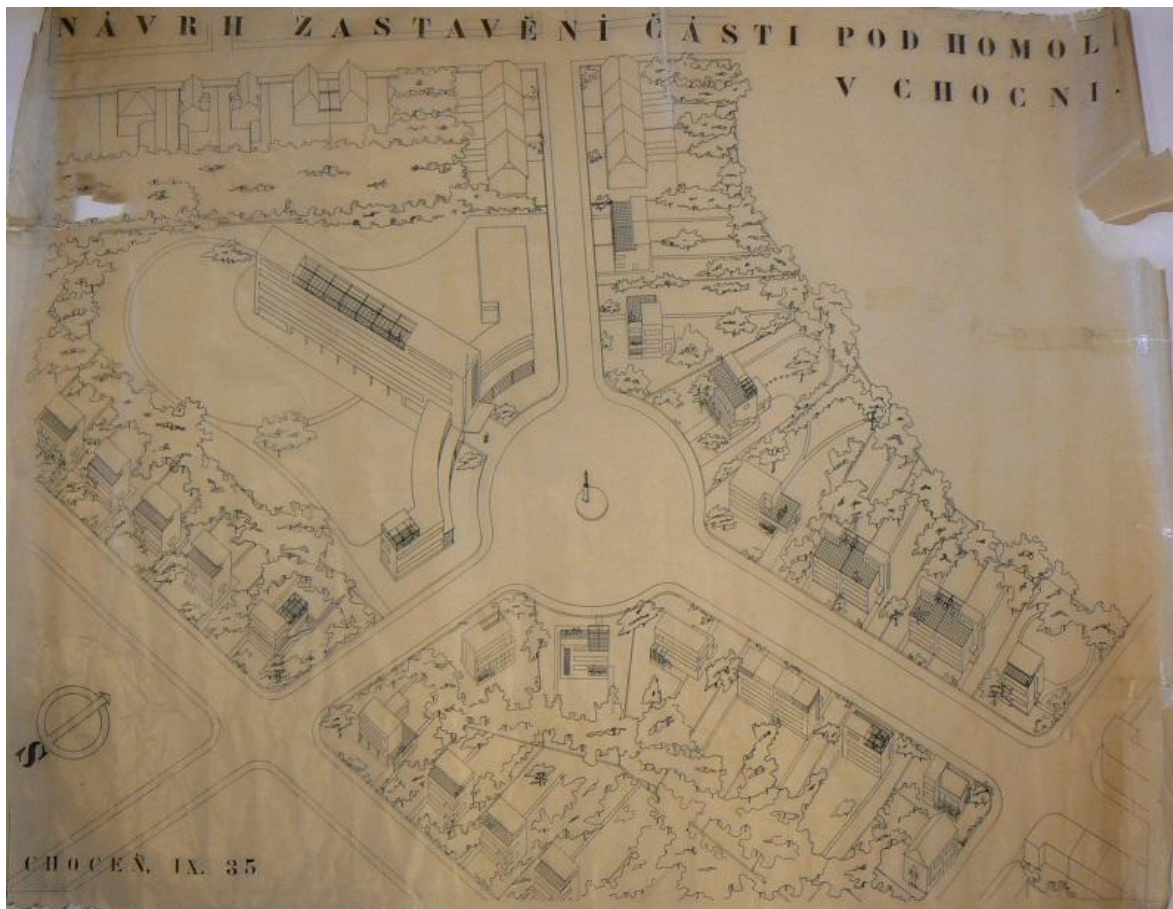 NÁVRH ZASTAVĚNÍ ČÁSTI POD HOMOLÍ
V CHOCNI.
S
CHOCEŇ, IX. 35